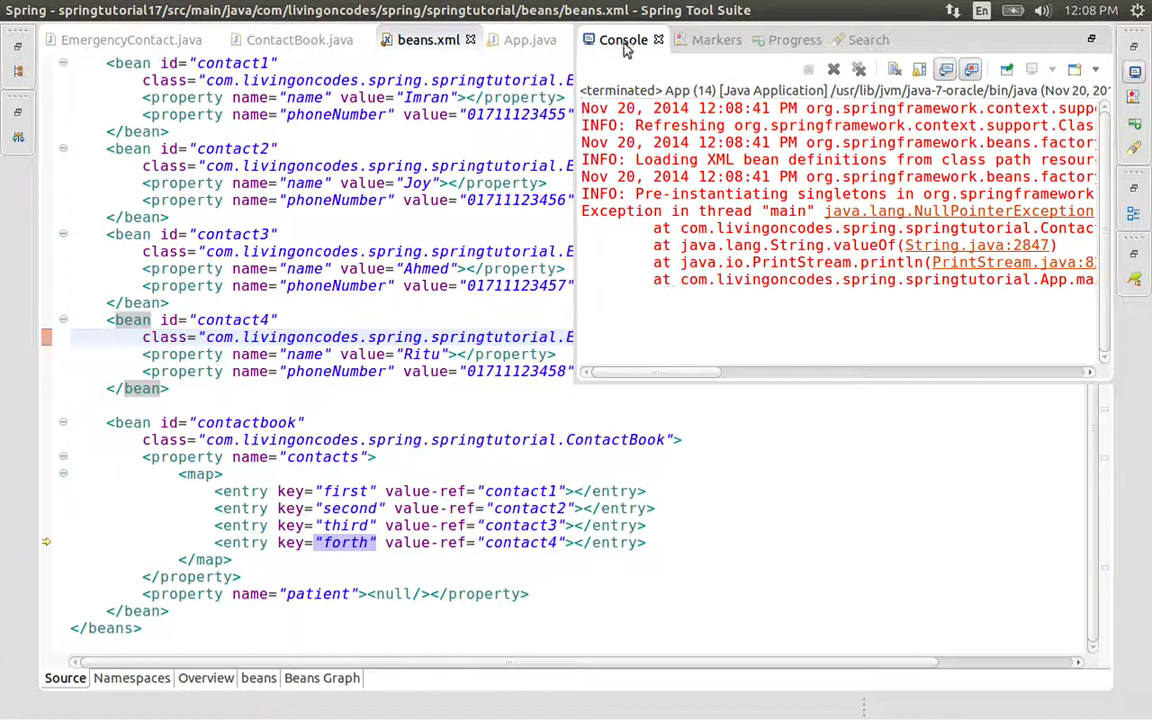 Spring - springtutorial17/src/main/java/com/livingoncodes/spring/springtutorial/beans/beans.xml - Spring Tool Suite
En
12:08 PM
EmergencyContact.java
ContactBook.java
beans.xml
App.java
Console
Markers
Progress
Search
<terminated> App (14) [Java Application] /usr/lib/jvm/java-7-oracle/bin/java (Nov 20, 20
Nov 20, 2014 12:08:41 PM org.springframework.context.supp
INFO: Refreshing org.springframework.context.support.Clas
Nov 20, 2014 12:08:41 PM org.springframework.beans.factor
INFO: Loading XML bean definitions from class path resour
Nov 20, 2014 12:08:41 PM org.springframework.beans.factor
INFO: Pre-instantiating singletons in org.springframework
Exception in thread "main" java.lang.NullPointerException
at com.livingoncodes.spring.springtutorial.Contac
at java.lang.String.valueOf(String.java:2847)
at java.io.PrintStream.println(PrintStream.java:82
at com.livingoncodes.spring.springtutorial.App.ma
<bean id="contact1"
class="com.livingoncodes.spring.springtutorial.E
<property name="name" value="Imran"></property>
<property name="phoneNumber" value="01711123455"
</bean>
<bean id="contact2"
class="com.livingoncodes.spring.springtutorial.E
<property name="name" value="Joy"></property>
<property name="phoneNumber" value="01711123456"
</bean>
<bean id="contact3"
class="com.livingoncodes.spring.springtutorial.E
<property name="name" value="Ahmed"></property>
<property name="phoneNumber" value="01711123457"
</bean>
<bean id="contact4"
class="com.livingoncodes.spring.springtutorial.E
<property name="name" value="Ritu"></property>
<property name="phoneNumber" value="01711123458"
</bean>
<bean id="contactbook"
class="com.livingoncodes.spring.springtutorial.ContactBook">
<property name="contacts">
<map>
<entry key="first" value-ref="contact1"></entry>
<entry key="second" value-ref="contact2"></entry>
<entry key="third" value-ref="contact3"></entry>
<entry key="forth" value-ref="contact4"></entry>
</map>
</property>
<property name="patient"><null/></property>
</bean>
</beans>
Source
Namespaces
Overview
beans
Beans Graph